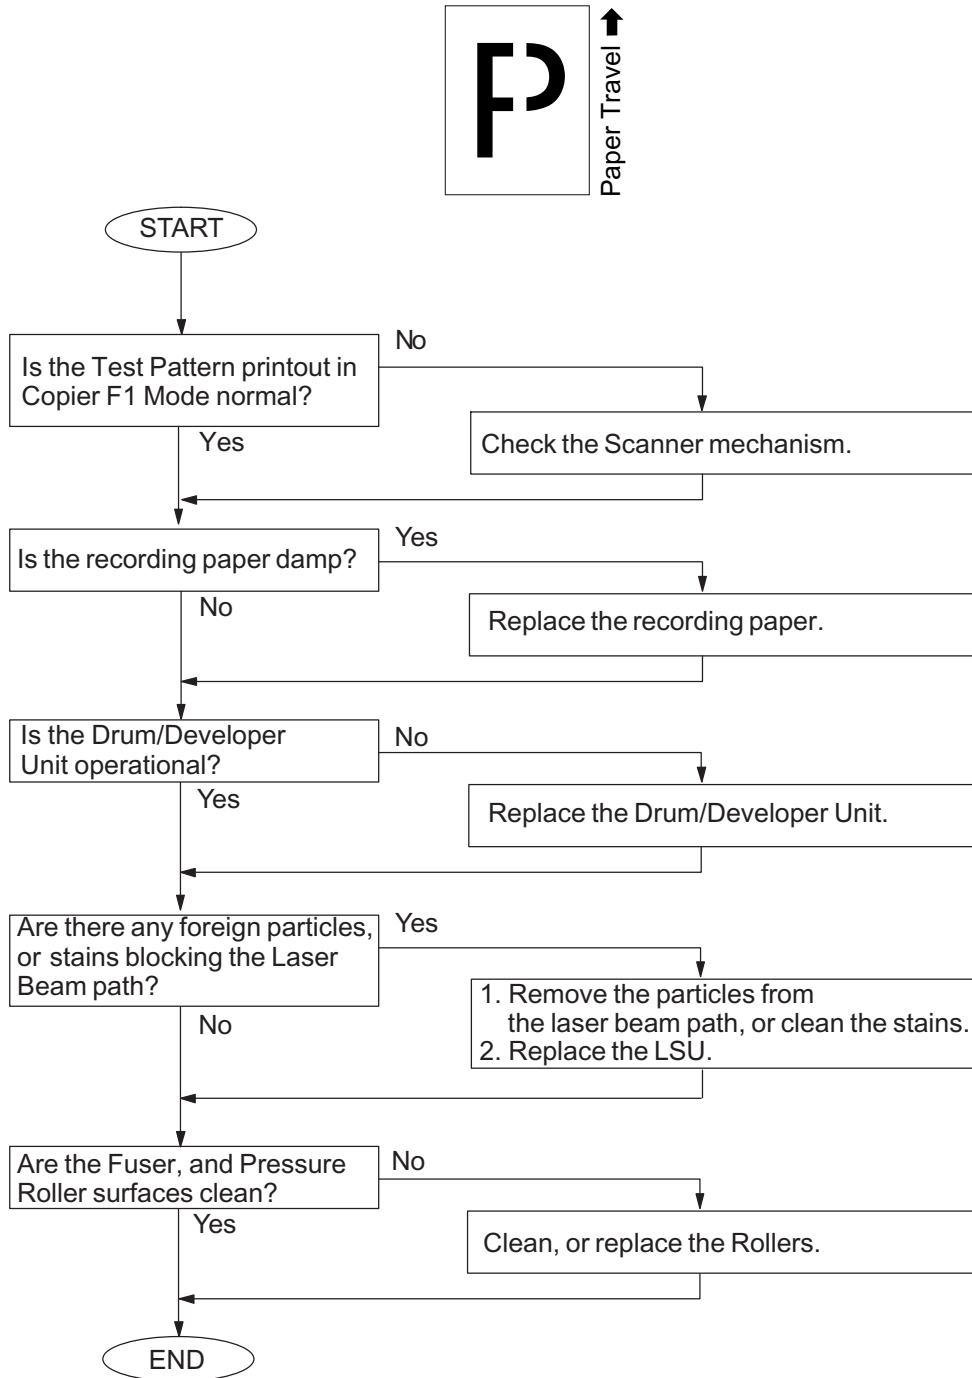 P
Paper Travel
START
Is the Test Pattern printout in
Copier F1 Mode normal?
No
Yes
Check the Scanner mechanism.
Is the recording paper damp?
Yes
No
Replace the recording paper.
Is the Drum/Developer
Unit operational?
No
Yes
Replace the Drum/Developer Unit.
Are there any foreign particles,
or stains blocking the Laser
Beam path?
Yes
No
1. Remove the particles from
the laser beam path, or clean the stains.
2. Replace the LSU.
Are the Fuser, and Pressure
Roller surfaces clean?
No
Yes
Clean, or replace the Rollers.
END